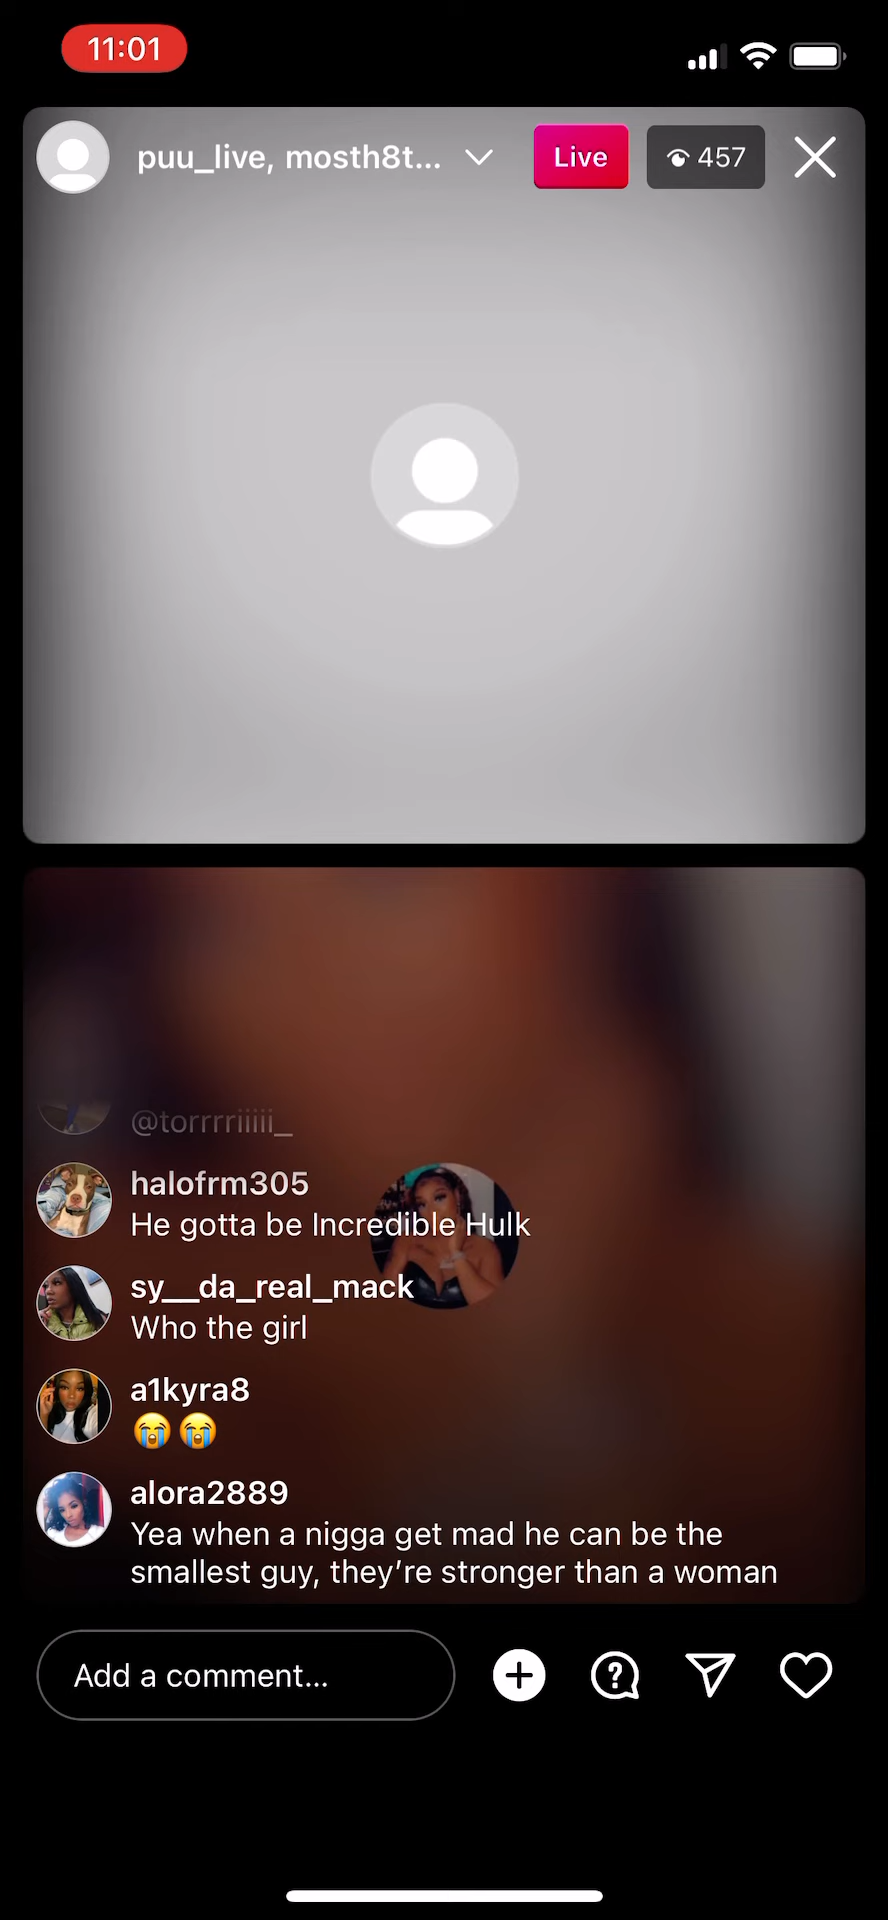 11:01
puu_live, mosth8t...
Live
457
@torrrriiiii_
halofrm305
He gotta be Incredible Hulk
sy__da_real_mack
Who the girl
a1kyra8
😭😭
alora2889
Yea when a nigga get mad he can be the
smallest guy, they’re stronger than a woman
Add a comment...